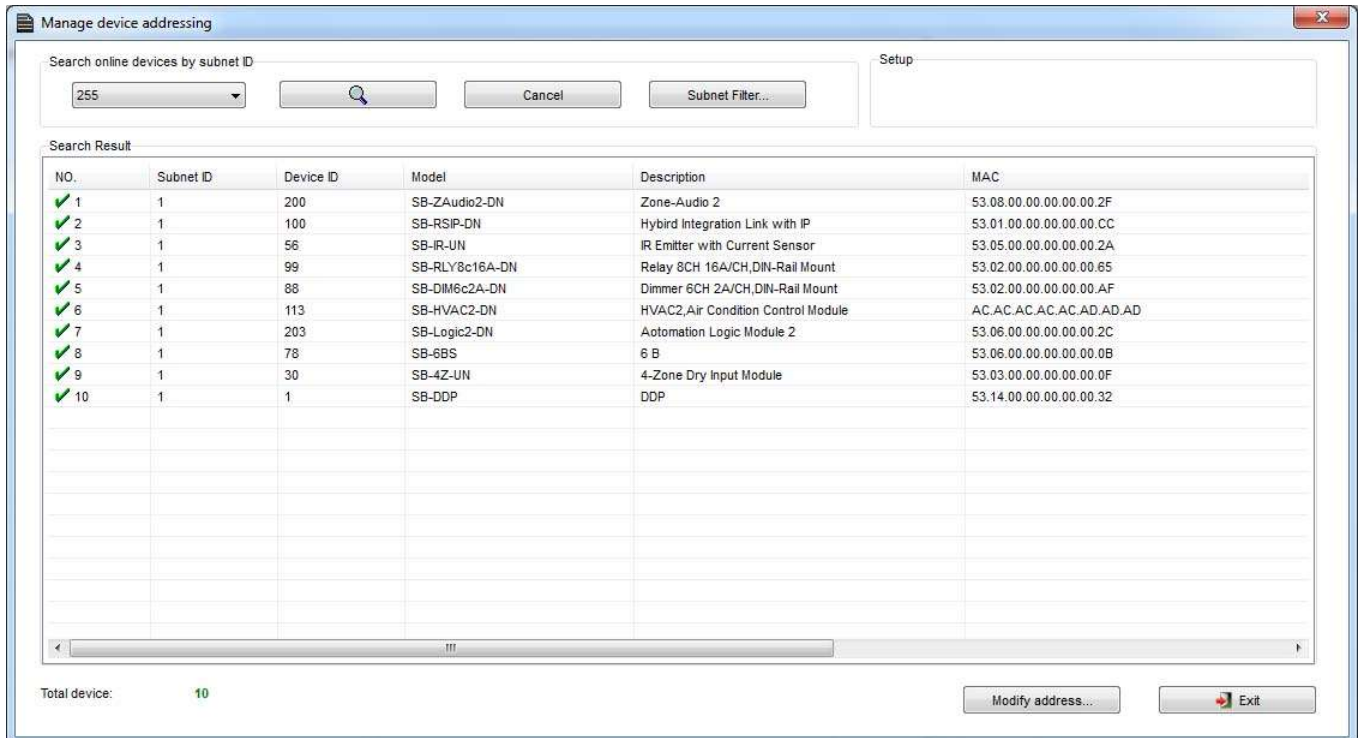 Manage device addressing
Search online devices by subnet ID
Setup
255 Cancel Subnet Filter...
Search Result
NO. Subnet ID Device ID Model Description MAC
1 1 200 SB-ZAudio2-DN Zone-Audio 2 53.08.00.00.00.00.00.2F
2 1 100 SB-RSIP-DN Hybird Integration Link with IP 53.01.00.00.00.00.00.CC
3 1 56 SB-IR-UN IR Emitter with Current Sensor 53.05.00.00.00.00.00.2A
4 1 99 SB-RLY8c16A-DN Relay 8CH 16A/CH,DIN-Rail Mount 53.02.00.00.00.00.00.65
5 1 88 SB-DIM6c2A-DN Dimmer 6CH 2A/CH,DIN-Rail Mount 53.02.00.00.00.00.00.AF
6 1 113 SB-HVAC2-DN HVAC2,Air Condition Control Module AC.AC.AC.AC.AC.AD.AD.AD
7 1 203 SB-Logic2-DN Aotomation Logic Module 2 53.06.00.00.00.00.00.2C
8 1 78 SB-6BS 6 B 53.06.00.00.00.00.00.0B
9 1 30 SB-4Z-UN 4-Zone Dry Input Module 53.03.00.00.00.00.00.0F
10 1 1 SB-DDP DDP 53.14.00.00.00.00.00.32
Total device: 10
Modify address... Exit